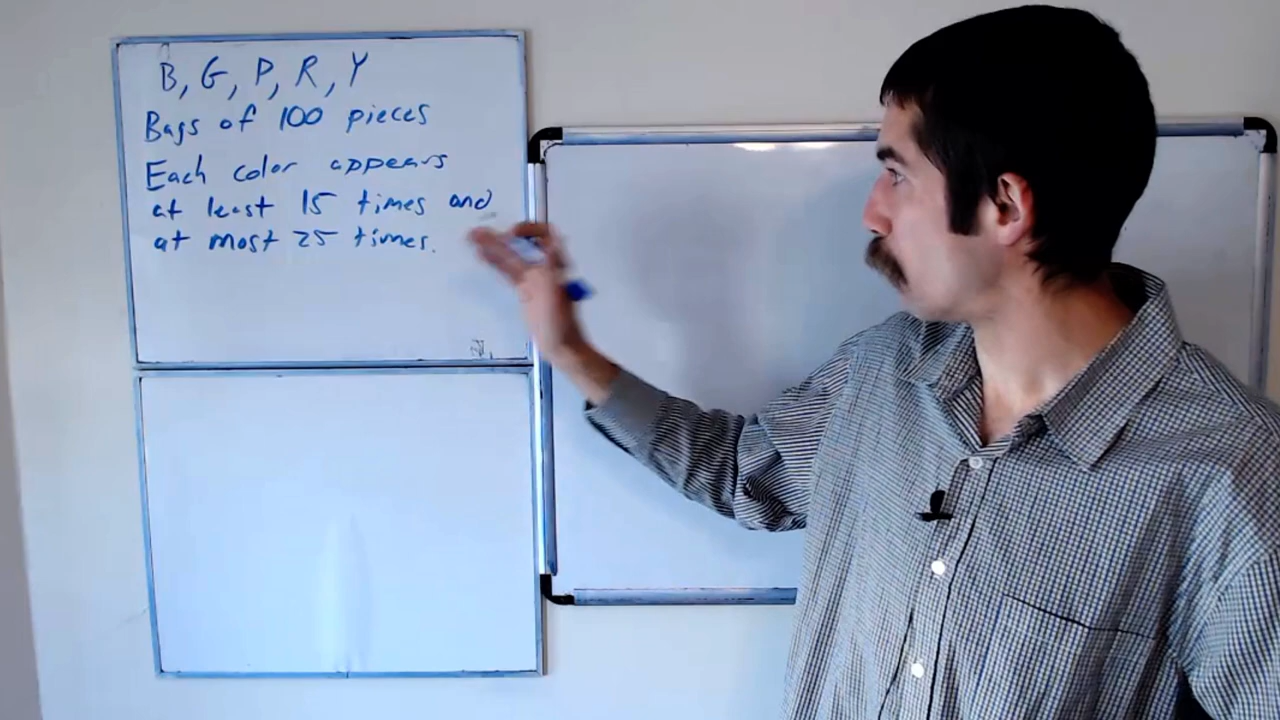 B, G, P, R, Y
Bags of 100 pieces
Each color appears
at least 15 times and
at most 25 times.